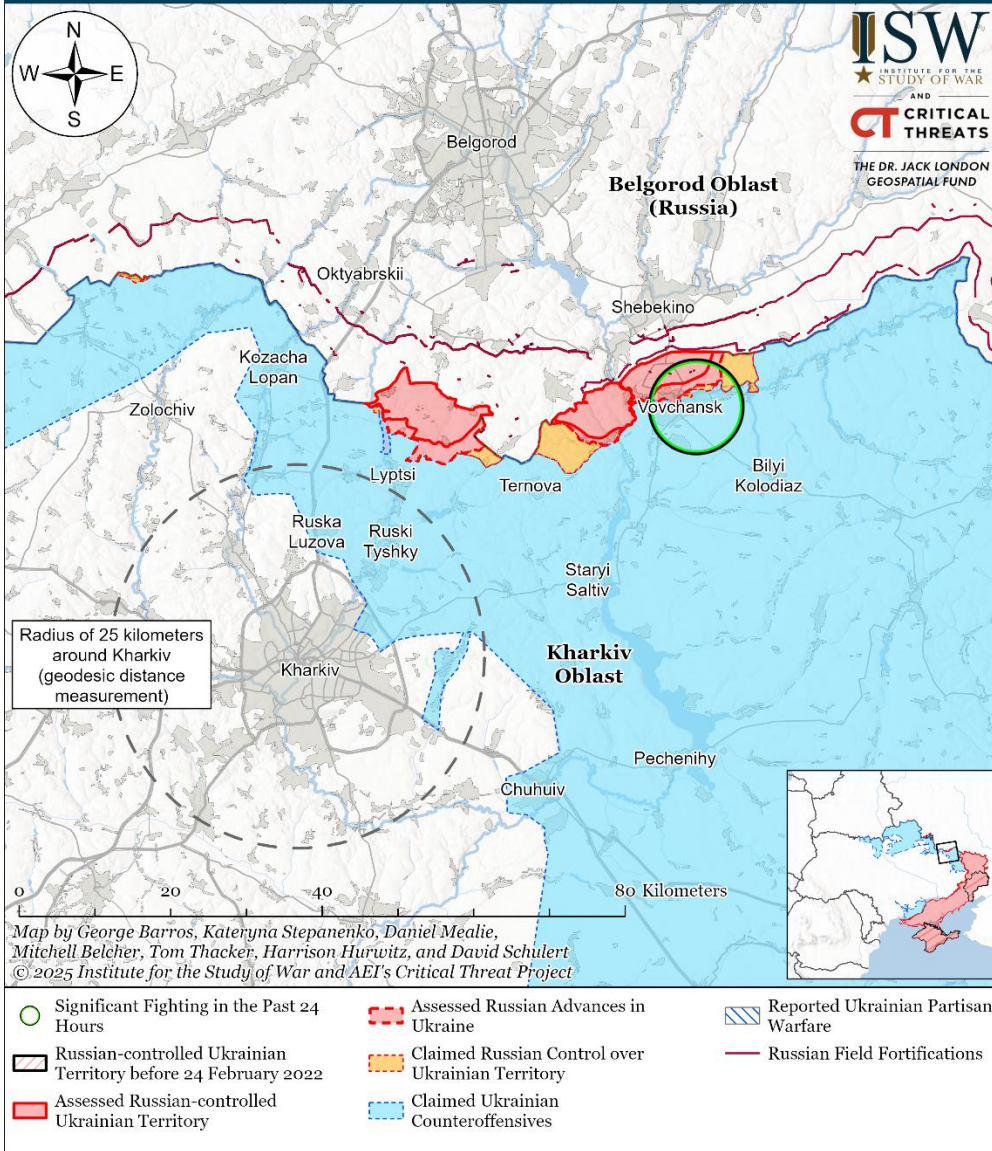 N
W
E
S
ISW
INSTITUTE FOR THE
STUDY OF WAR
AND
CT CRITICAL
THREATS
THE DR. JACK LONDON
GEOSPATIAL FUND
Belgorod
Belgorod Oblast
(Russia)
Oktyabrskii
Shebekino
Kozacha
Lopan
Zolochiv
Vovchansk
Lyptsi
Ternova
Bilyi
Kolodiaz
Ruska
Luzova
Ruski
Tyshky
Staryi
Saltiv
Radius of 25 kilometers
around Kharkiv
(geodesic distance
measurement)
Kharkiv
Kharkiv
Oblast
Pechenihy
Chuhuiv
0
20
40
80 Kilometers
Map by George Barros, Kateryna Stepanenko, Daniel Mealie,
Mitchell Belcher, Tom Thacker, Harrison Hurwitz, and David Schulert
© 2025 Institute for the Study of War and AEI's Critical Threat Project
Significant Fighting in the Past 24
Hours
Russian-controlled Ukrainian
Territory before 24 February 2022
Assessed Russian-controlled
Ukrainian Territory
Assessed Russian Advances in
Ukraine
Claimed Russian Control over
Ukrainian Territory
Claimed Ukrainian
Counteroffensives
Reported Ukrainian Partisan
Warfare
Russian Field Fortifications